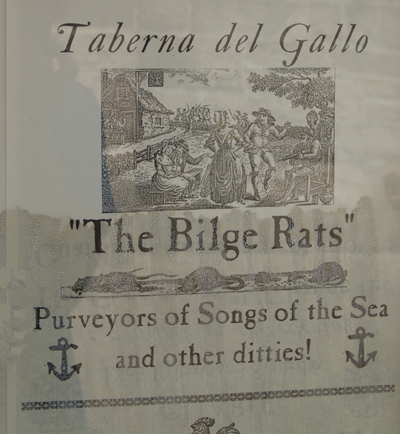 Taberna del Gallo
"The Bilge Rats"
Purveyors of Songs of the Sea
and other ditties!